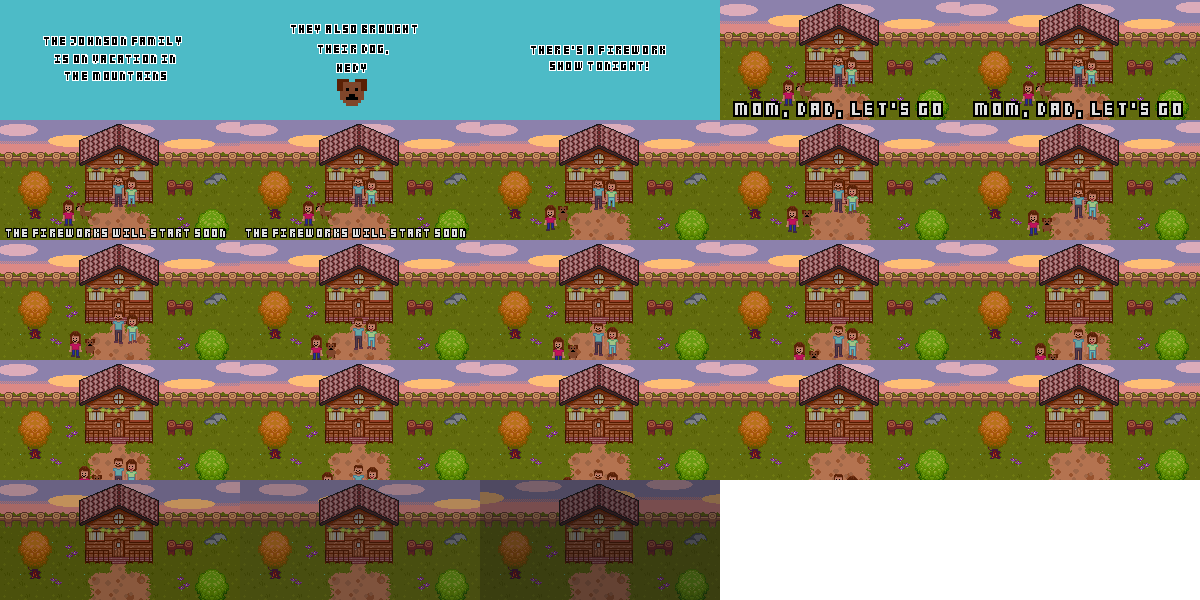 THE JOHNSON FAMILY
IS ON VACATION IN
THE MOUNTAINS
THEY ALSO BROUGHT
THEIR DOG,
HEDY
THERE'S A FIREWORK
SHOW TONIGHT!
MOM, DAD, LET'S GO
MOM, DAD, LET'S GO
THE FIREWORKS WILL START SOON
THE FIREWORKS WILL START SOON